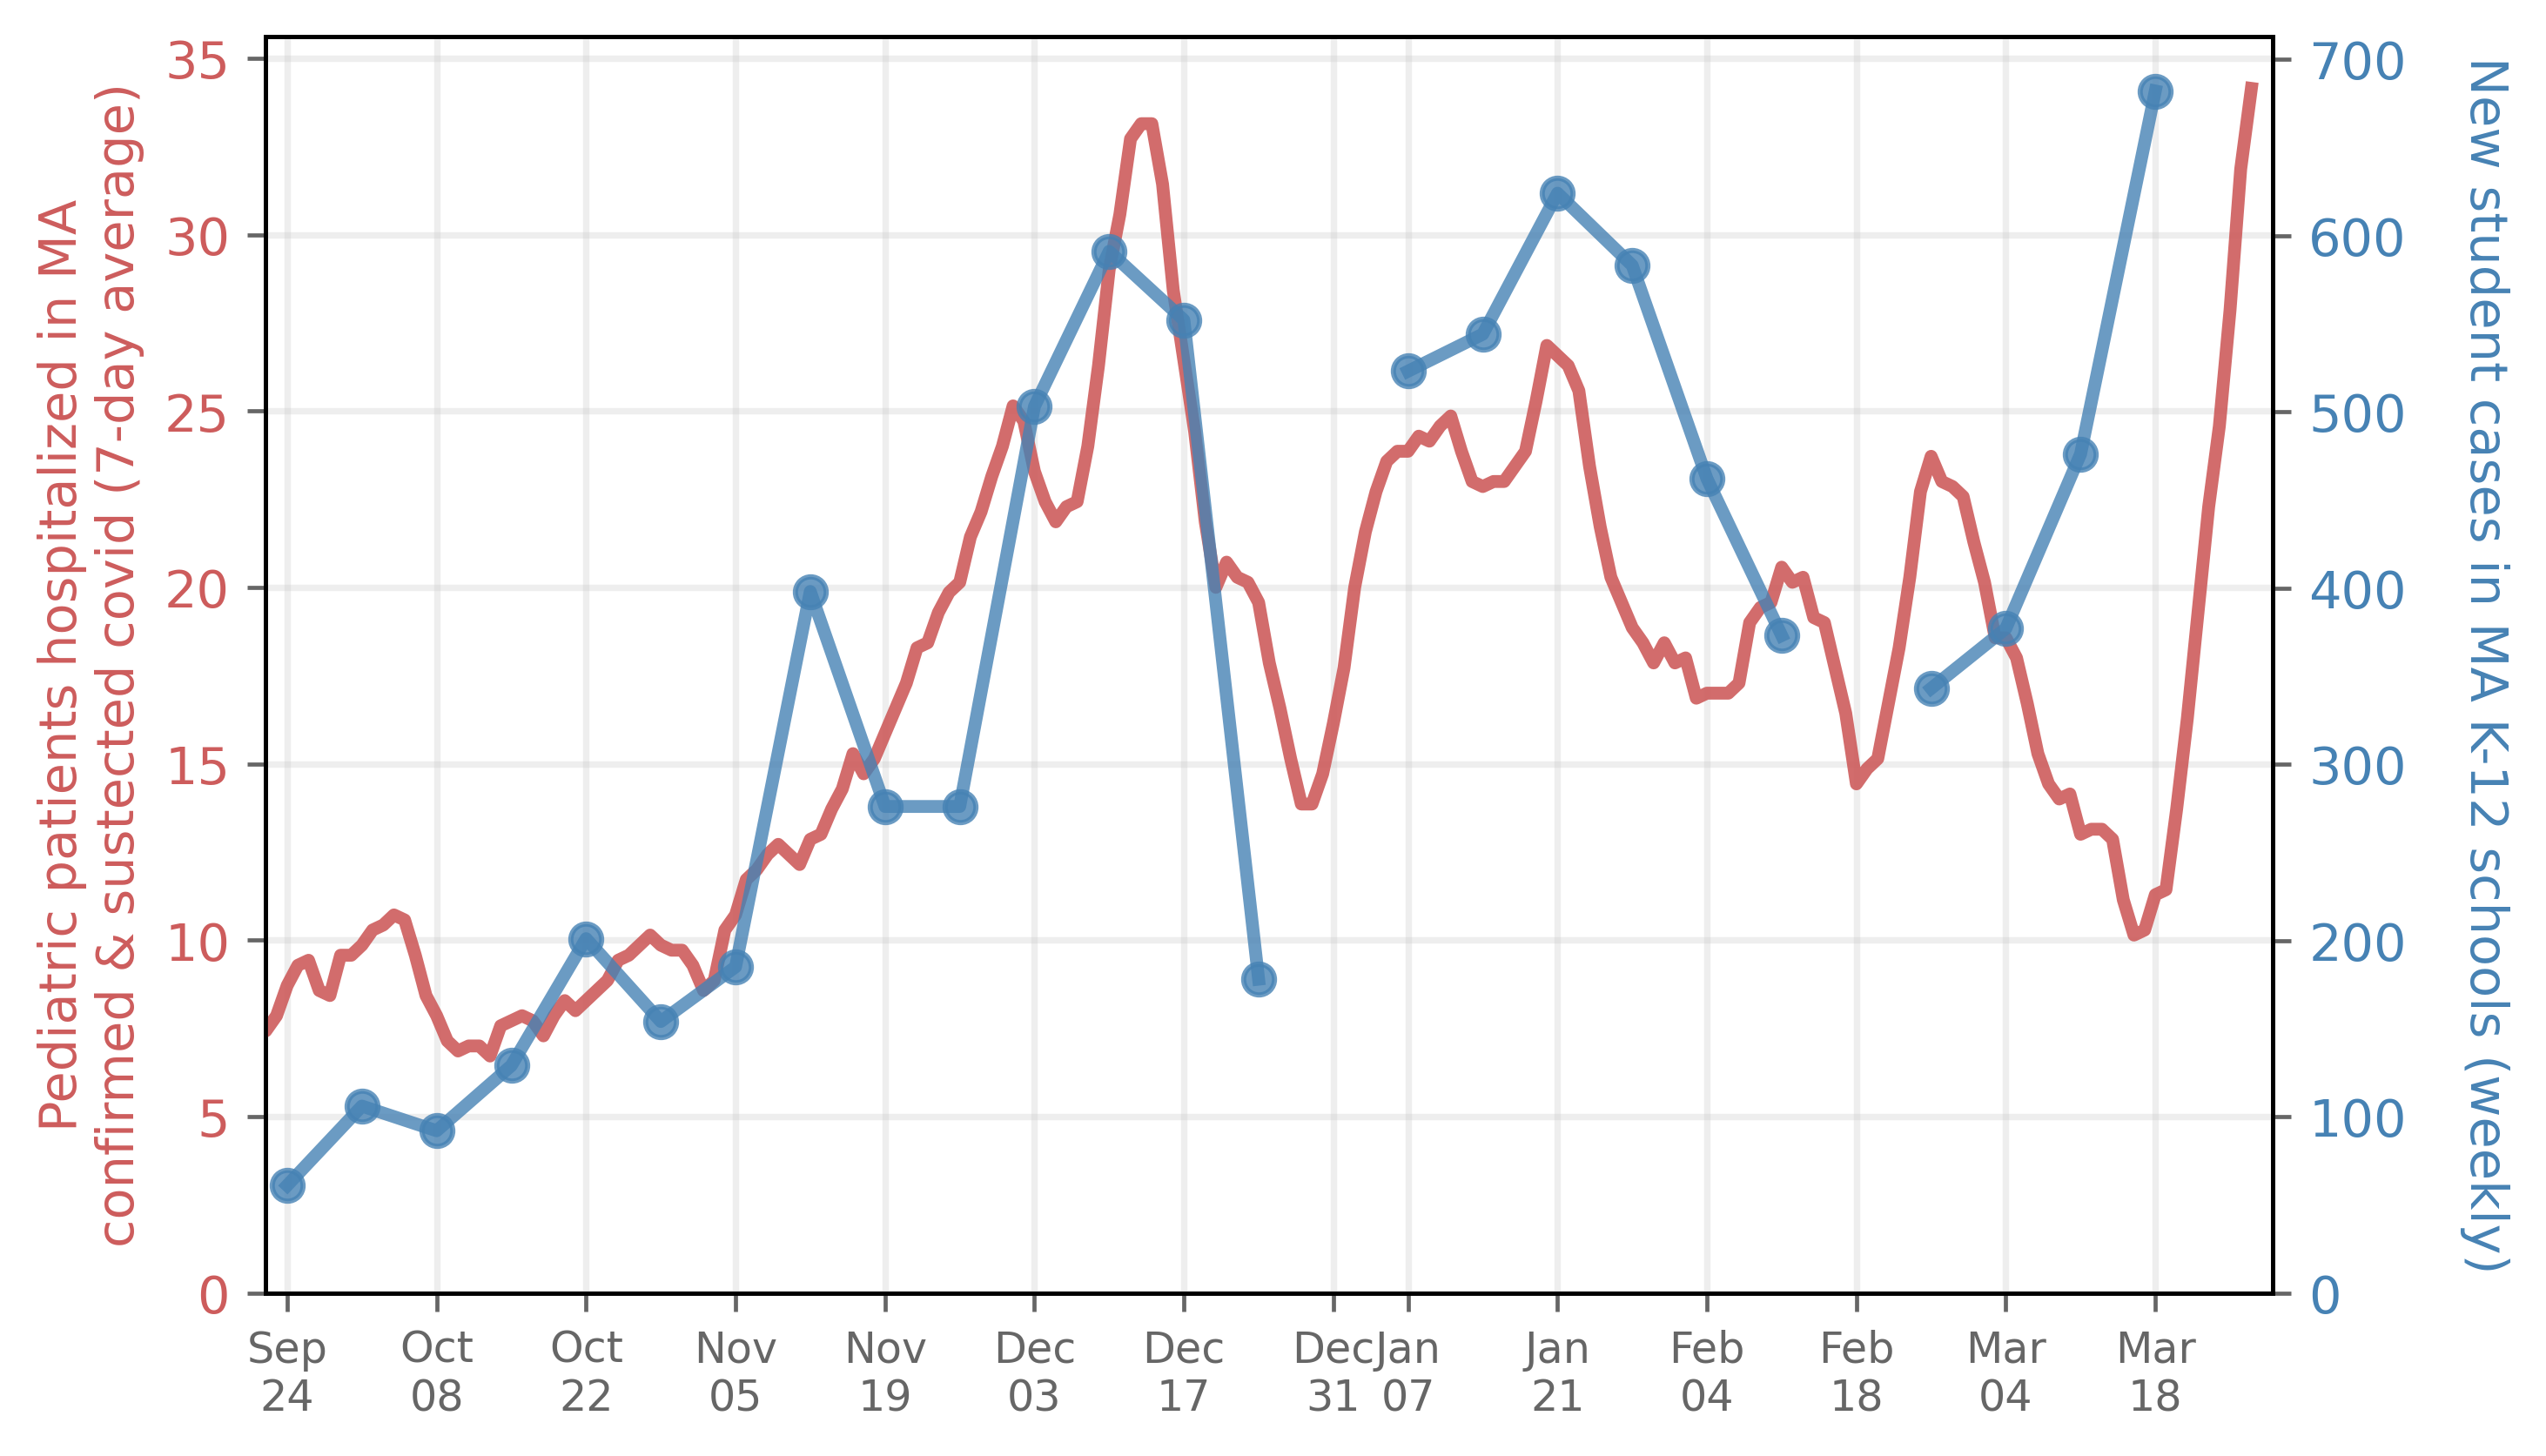 Pediatric patients hospitalized in MA
confirmed & sustected covid (7-day average)
35
30
25
20
15
10
5
0
700
600
500
400
300
200
100
0
New student cases in MA K-12 schools (weekly)
Sep
24
Oct
08
Oct
22
Nov
05
Nov
19
Dec
03
Dec
17
Dec
31
Jan
07
Jan
21
Feb
04
Feb
18
Mar
04
Mar
18